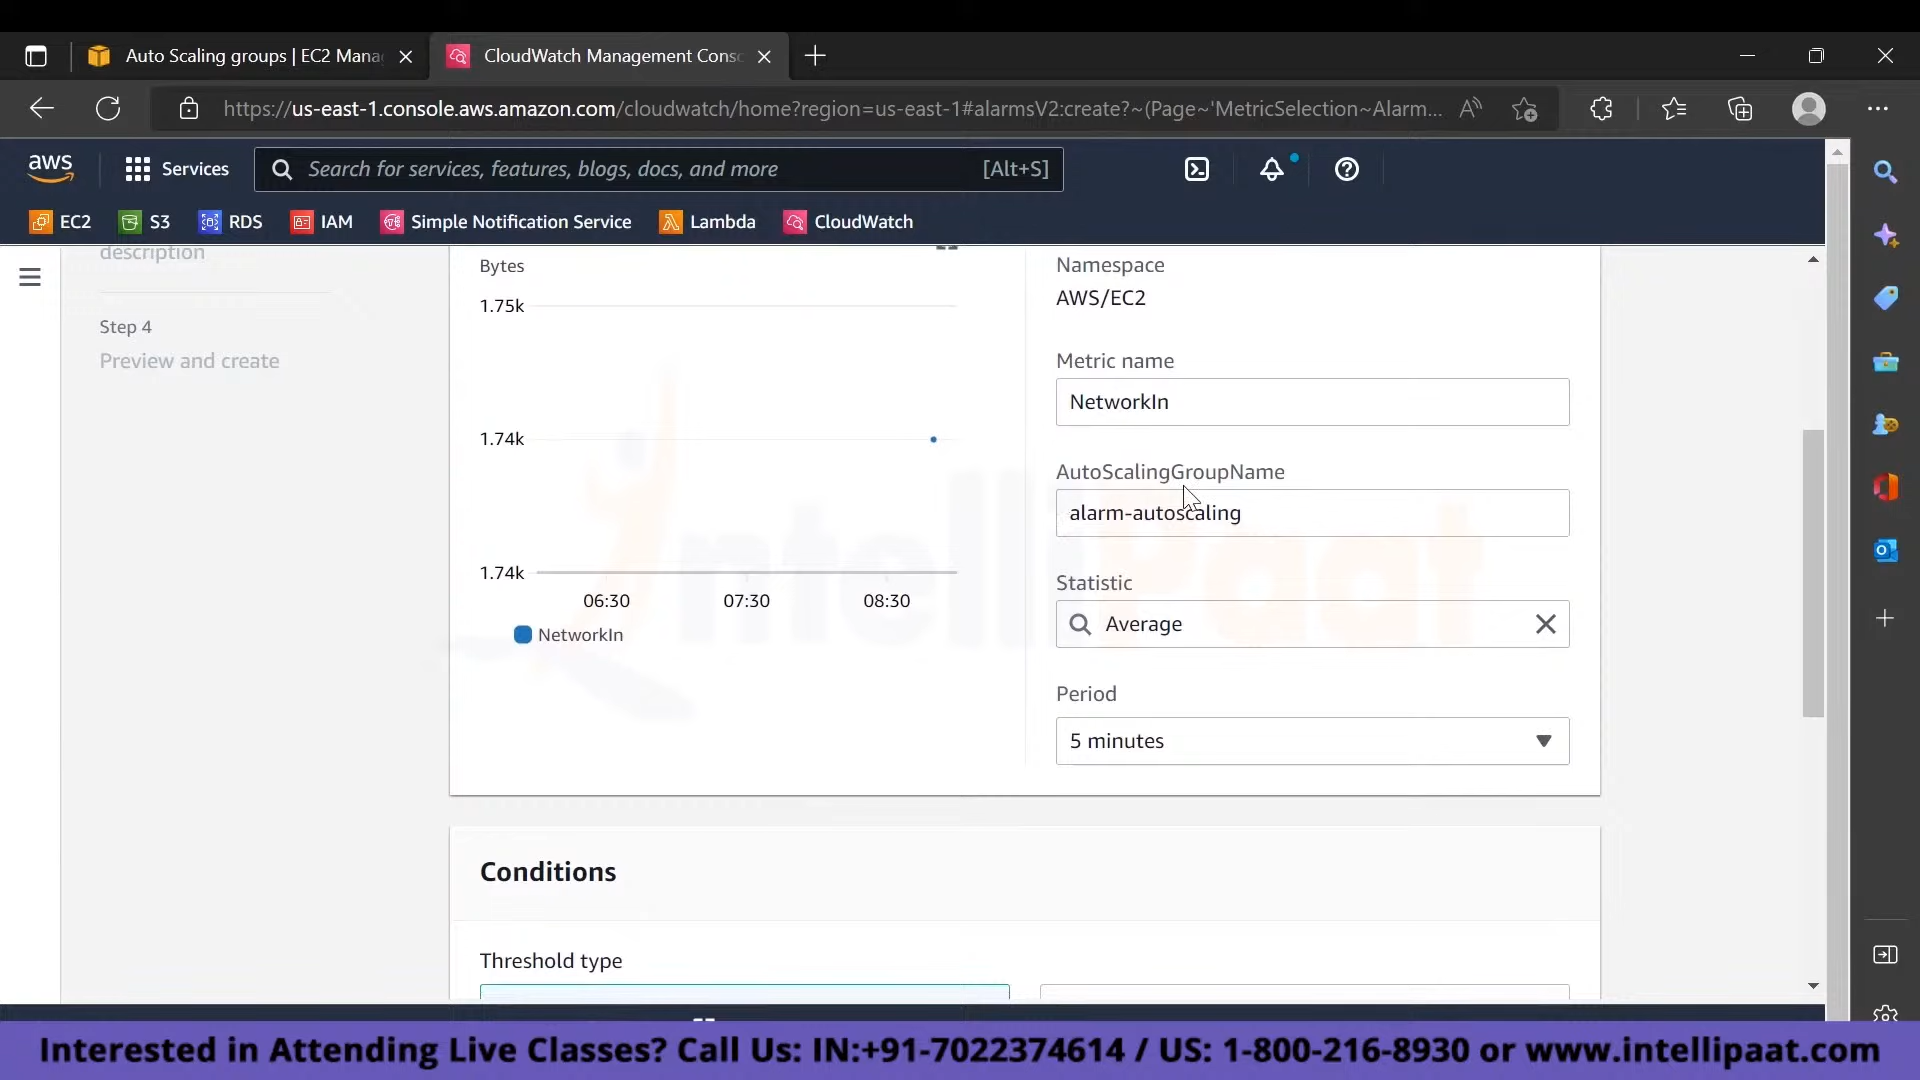 Auto Scaling groups | EC2 Mana
CloudWatch Management Cons
https://us-east-1.console.aws.amazon.com/cloudwatch/home?region=us-east-1#alarmsV2:create?~(Page~'MetricSelection~Alarm...
aws
Services
Search for services, features, blogs, docs, and more
[Alt+S]
EC2
S3
RDS
IAM
Simple Notification Service
Lambda
CloudWatch
description
Step 4
Preview and create
Bytes
1.75k
1.74k
1.74k
06:30
07:30
08:30
NetworkIn
Namespace
AWS/EC2
Metric name
NetworkIn
AutoScalingGroupName
alarm-autoscaling
Statistic
Average
Period
5 minutes
Conditions
Threshold type
intelliPaat
Interested in Attending Live Classes? Call Us: IN:+91-7022374614 / US: 1-800-216-8930 or www.intellipaat.com